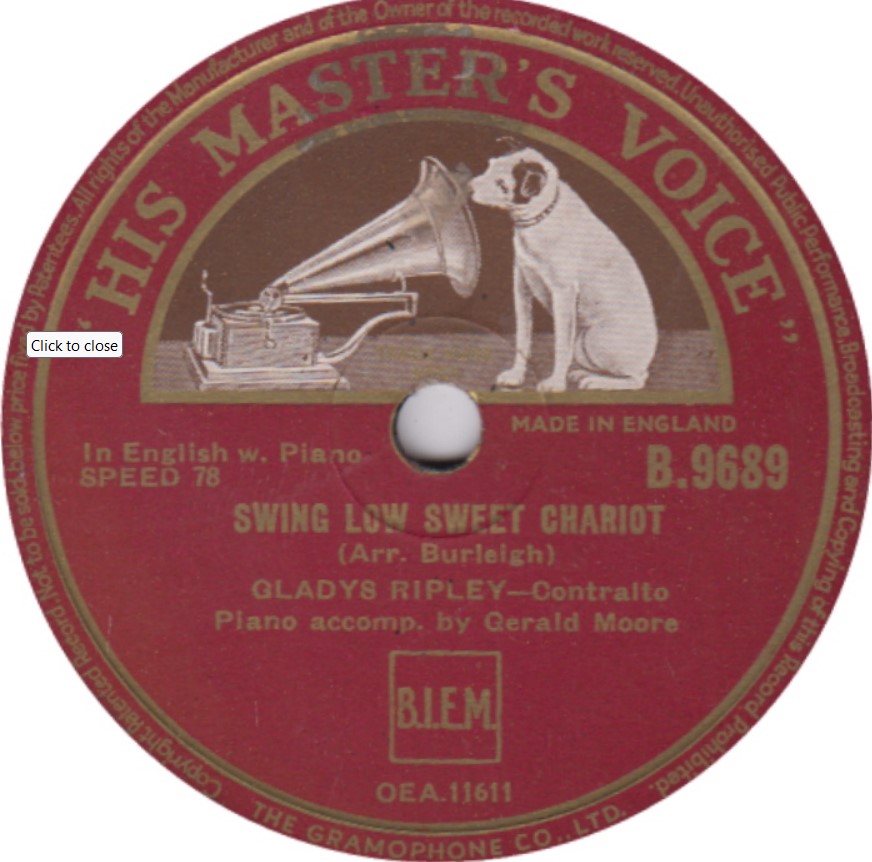 Copyright. Patented Record. Not to be sold below price by Patentees. All rights of the Manufacturer and of the Owner of the recorded work reserved. Unauthorised Public Performance, Broadcasting and Copying of this Record Prohibited.
"HIS MASTER'S VOICE"
Click to close
MADE IN ENGLAND
In English w. Piano
SPEED 78
B.9689
SWING LOW SWEET CHARIOT
(Arr. Burleigh)
GLADYS RIPLEY—Contralto
Piano accomp. by Gerald Moore
B.I.E.M.
OEA.11611
THE GRAMOPHONE CO., LTD.